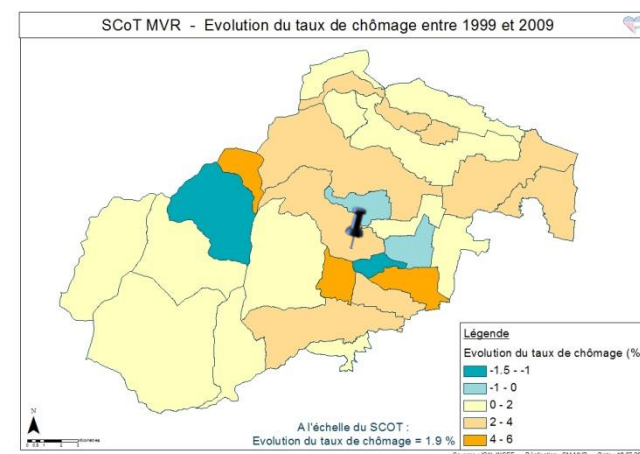 SCoT MVR - Evolution du taux de chômage entre 1999 et 2009
Légende
Evolution du taux de chômage (%
-1.5 - -1
-1 - 0
0 - 2
2 - 4
4 - 6
N
A l'échelle du SCOT :
Evolution du taux de chômage = 1.9 %